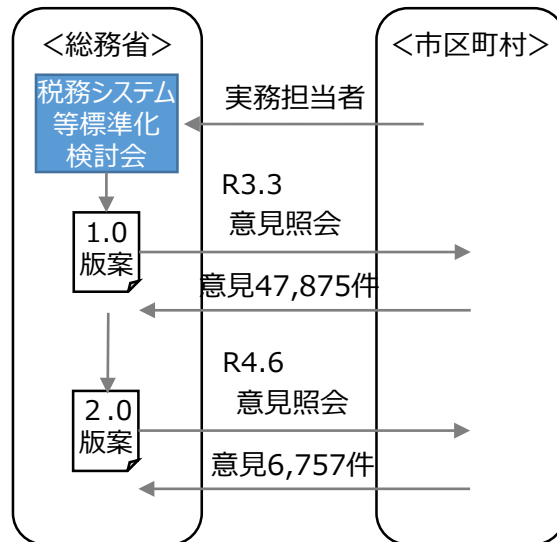 ＜総務省＞
＜市区町村＞
税務システム
等標準化
検討会
実務担当者
R3.3
意見照会
1.0
版案
意見47,875件
R4.6
意見照会
２.0
版案
意見6,757件